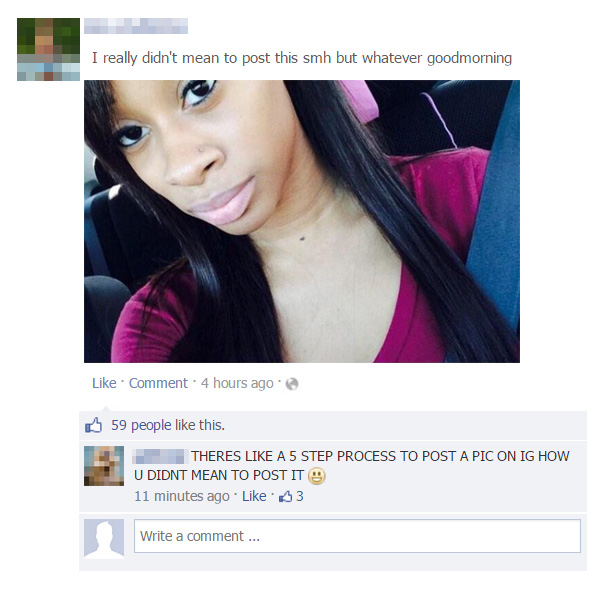 I really didn't mean to post this smh but whatever goodmorning
Like · Comment · 4 hours ago ·
59 people like this.
THERES LIKE A 5 STEP PROCESS TO POST A PIC ON IG HOW
U DIDNT MEAN TO POST IT
11 minutes ago · Like · 3
Write a comment ...